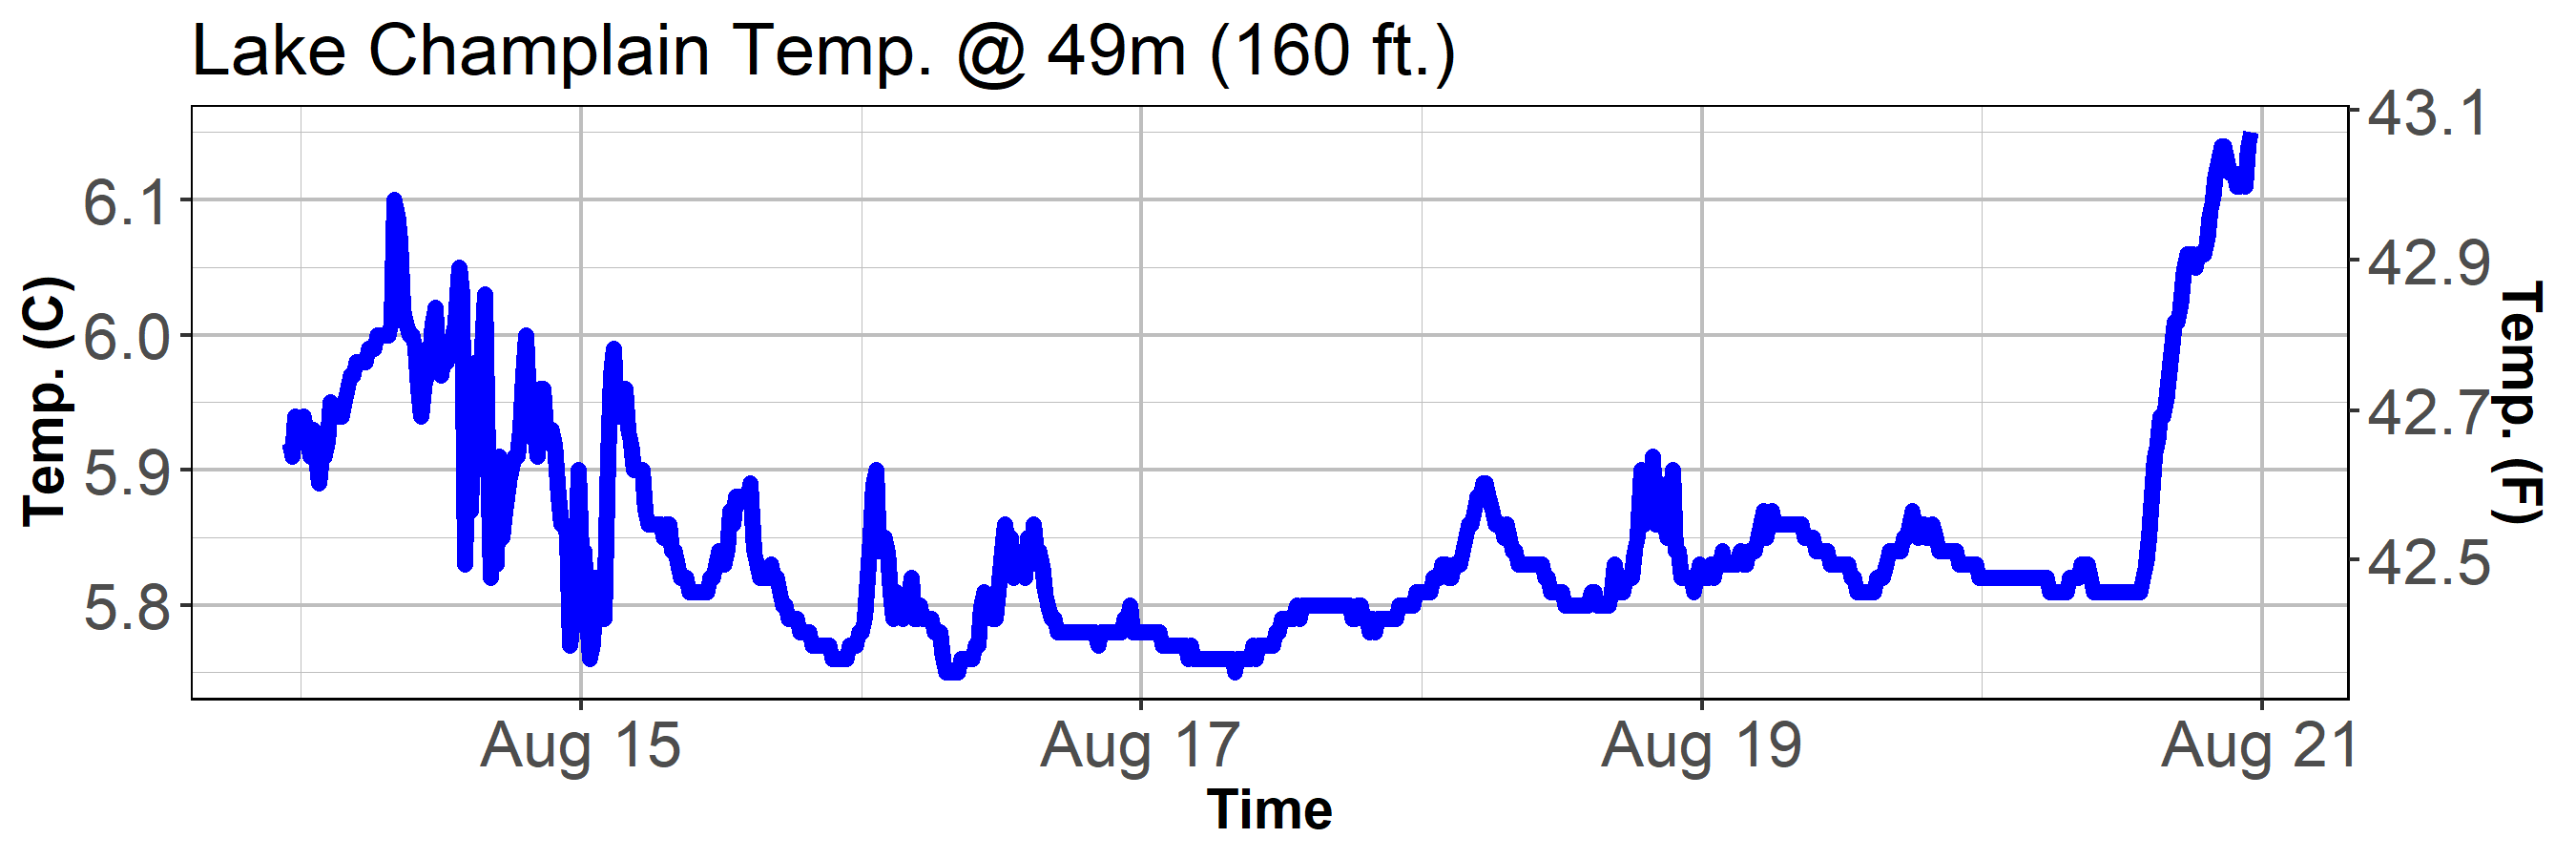 Lake Champlain Temp. @ 49m (160 ft.)
Temp. (C)
6.1
6.0
5.9
5.8
43.1
42.9
42.7
42.5
Temp. (F)
Aug 15
Aug 17
Aug 19
Aug 21
Time